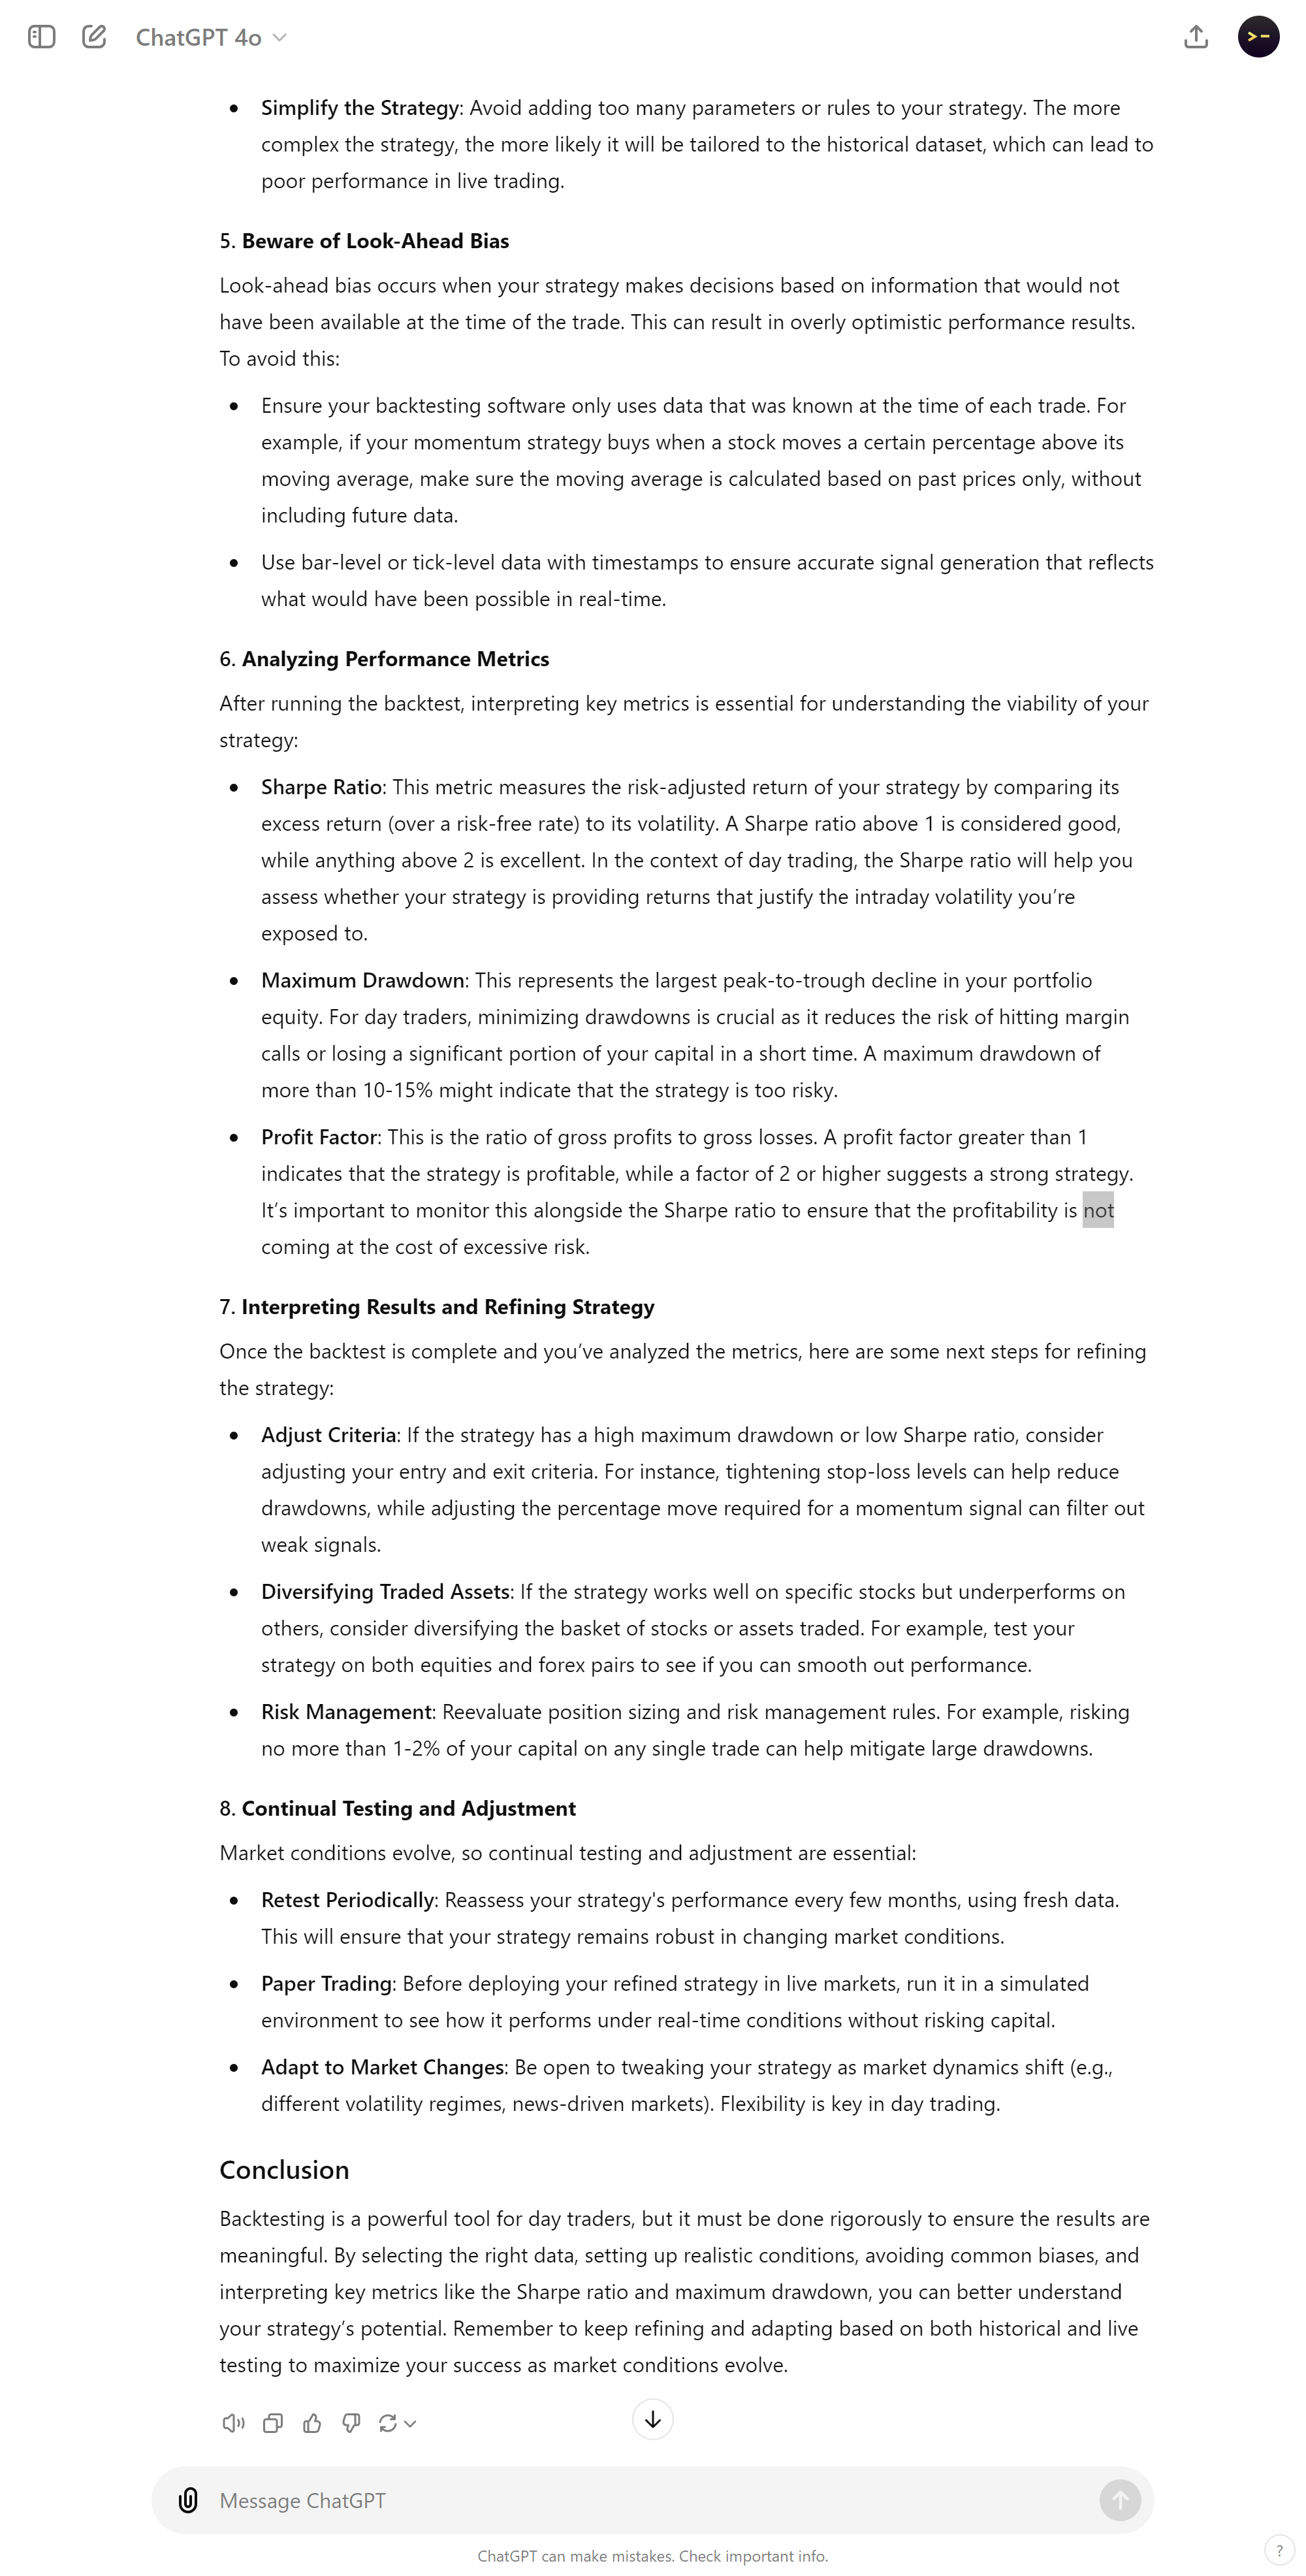 ChatGPT 4o
Simplify the Strategy: Avoid adding too many parameters or rules to your strategy. The more
complex the strategy, the more likely it will be tailored to the historical dataset, which can lead to
poor performance in live trading.
5. Beware of Look-Ahead Bias
Look-ahead bias occurs when your strategy makes decisions based on information that would not
have been available at the time of the trade. This can result in overly optimistic performance results.
To avoid this:
Ensure your backtesting software only uses data that was known at the time of each trade. For
example, if your momentum strategy buys when a stock moves a certain percentage above its
moving average, make sure the moving average is calculated based on past prices only, without
including future data.
Use bar-level or tick-level data with timestamps to ensure accurate signal generation that reflects
what would have been possible in real-time.
6. Analyzing Performance Metrics
After running the backtest, interpreting key metrics is essential for understanding the viability of your
strategy:
Sharpe Ratio: This metric measures the risk-adjusted return of your strategy by comparing its
excess return (over a risk-free rate) to its volatility. A Sharpe ratio above 1 is considered good,
while anything above 2 is excellent. In the context of day trading, the Sharpe ratio will help you
assess whether your strategy is providing returns that justify the intraday volatility you’re
exposed to.
Maximum Drawdown: This represents the largest peak-to-trough decline in your portfolio
equity. For day traders, minimizing drawdowns is crucial as it reduces the risk of hitting margin
calls or losing a significant portion of your capital in a short time. A maximum drawdown of
more than 10-15% might indicate that the strategy is too risky.
Profit Factor: This is the ratio of gross profits to gross losses. A profit factor greater than 1
indicates that the strategy is profitable, while a factor of 2 or higher suggests a strong strategy.
It’s important to monitor this alongside the Sharpe ratio to ensure that the profitability is not
coming at the cost of excessive risk.
7. Interpreting Results and Refining Strategy
Once the backtest is complete and you’ve analyzed the metrics, here are some next steps for refining
the strategy:
Adjust Criteria: If the strategy has a high maximum drawdown or low Sharpe ratio, consider
adjusting your entry and exit criteria. For instance, tightening stop-loss levels can help reduce
drawdowns, while adjusting the percentage move required for a momentum signal can filter out
weak signals.
Diversifying Traded Assets: If the strategy works well on specific stocks but underperforms on
others, consider diversifying the basket of stocks or assets traded. For example, test your
strategy on both equities and forex pairs to see if you can smooth out performance.
Risk Management: Reevaluate position sizing and risk management rules. For example, risking
no more than 1-2% of your capital on any single trade can help mitigate large drawdowns.
8. Continual Testing and Adjustment
Market conditions evolve, so continual testing and adjustment are essential:
Retest Periodically: Reassess your strategy's performance every few months, using fresh data.
This will ensure that your strategy remains robust in changing market conditions.
Paper Trading: Before deploying your refined strategy in live markets, run it in a simulated
environment to see how it performs under real-time conditions without risking capital.
Adapt to Market Changes: Be open to tweaking your strategy as market dynamics shift (e.g.,
different volatility regimes, news-driven markets). Flexibility is key in day trading.
Conclusion
Backtesting is a powerful tool for day traders, but it must be done rigorously to ensure the results are
meaningful. By selecting the right data, setting up realistic conditions, avoiding common biases, and
interpreting key metrics like the Sharpe ratio and maximum drawdown, you can better understand
your strategy’s potential. Remember to keep refining and adapting based on both historical and live
testing to maximize your success as market conditions evolve.
Message ChatGPT
ChatGPT can make mistakes. Check important info.
?